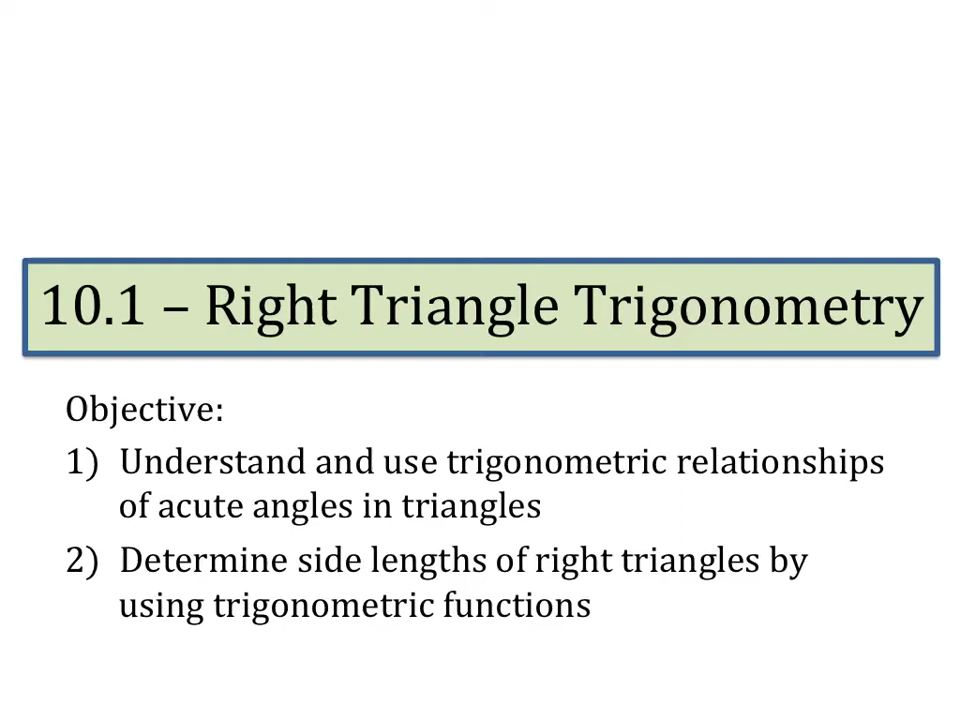 10.1 – Right Triangle Trigonometry
Objective:
1) Understand and use trigonometric relationships
of acute angles in triangles
2) Determine side lengths of right triangles by
using trigonometric functions